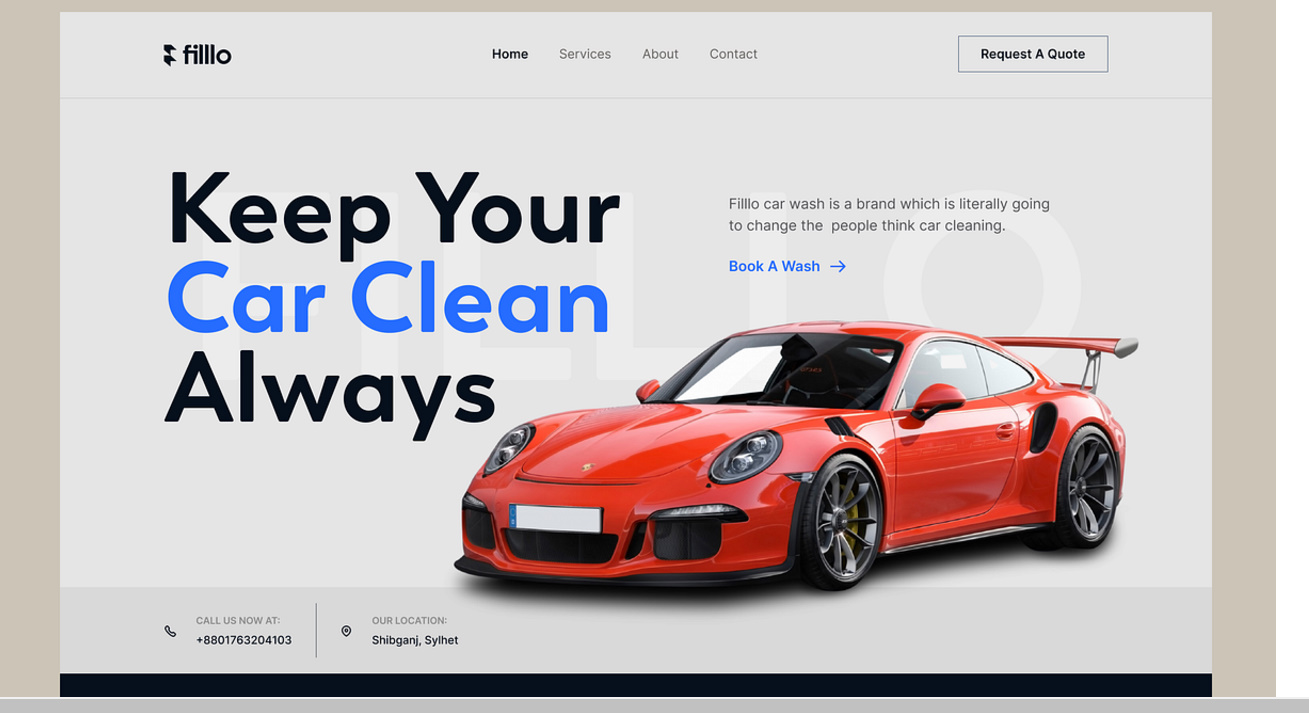 filllo
Home
Services
About
Contact
Request A Quote
FILLLO
Keep Your
Car Clean
Always
Filllo car wash is a brand which is literally going
to change the  people think car cleaning.
Book A Wash
CALL US NOW AT:
+8801763204103
OUR LOCATION:
Shibganj, Sylhet